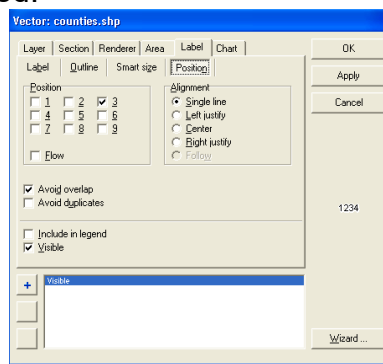 Vector: counties.shp
Layer Section Renderer Area Label Chart
Label Outline Smart size Position
Position
1 2 3
4 5 6
7 8 9
Flow
Alignment
Single line
Left justify
Center
Right justify
Follow
Avoid overlap
Avoid duplicates
Include in legend
Visible
+
Visible
OK
Apply
Cancel
1234
Wizard ...